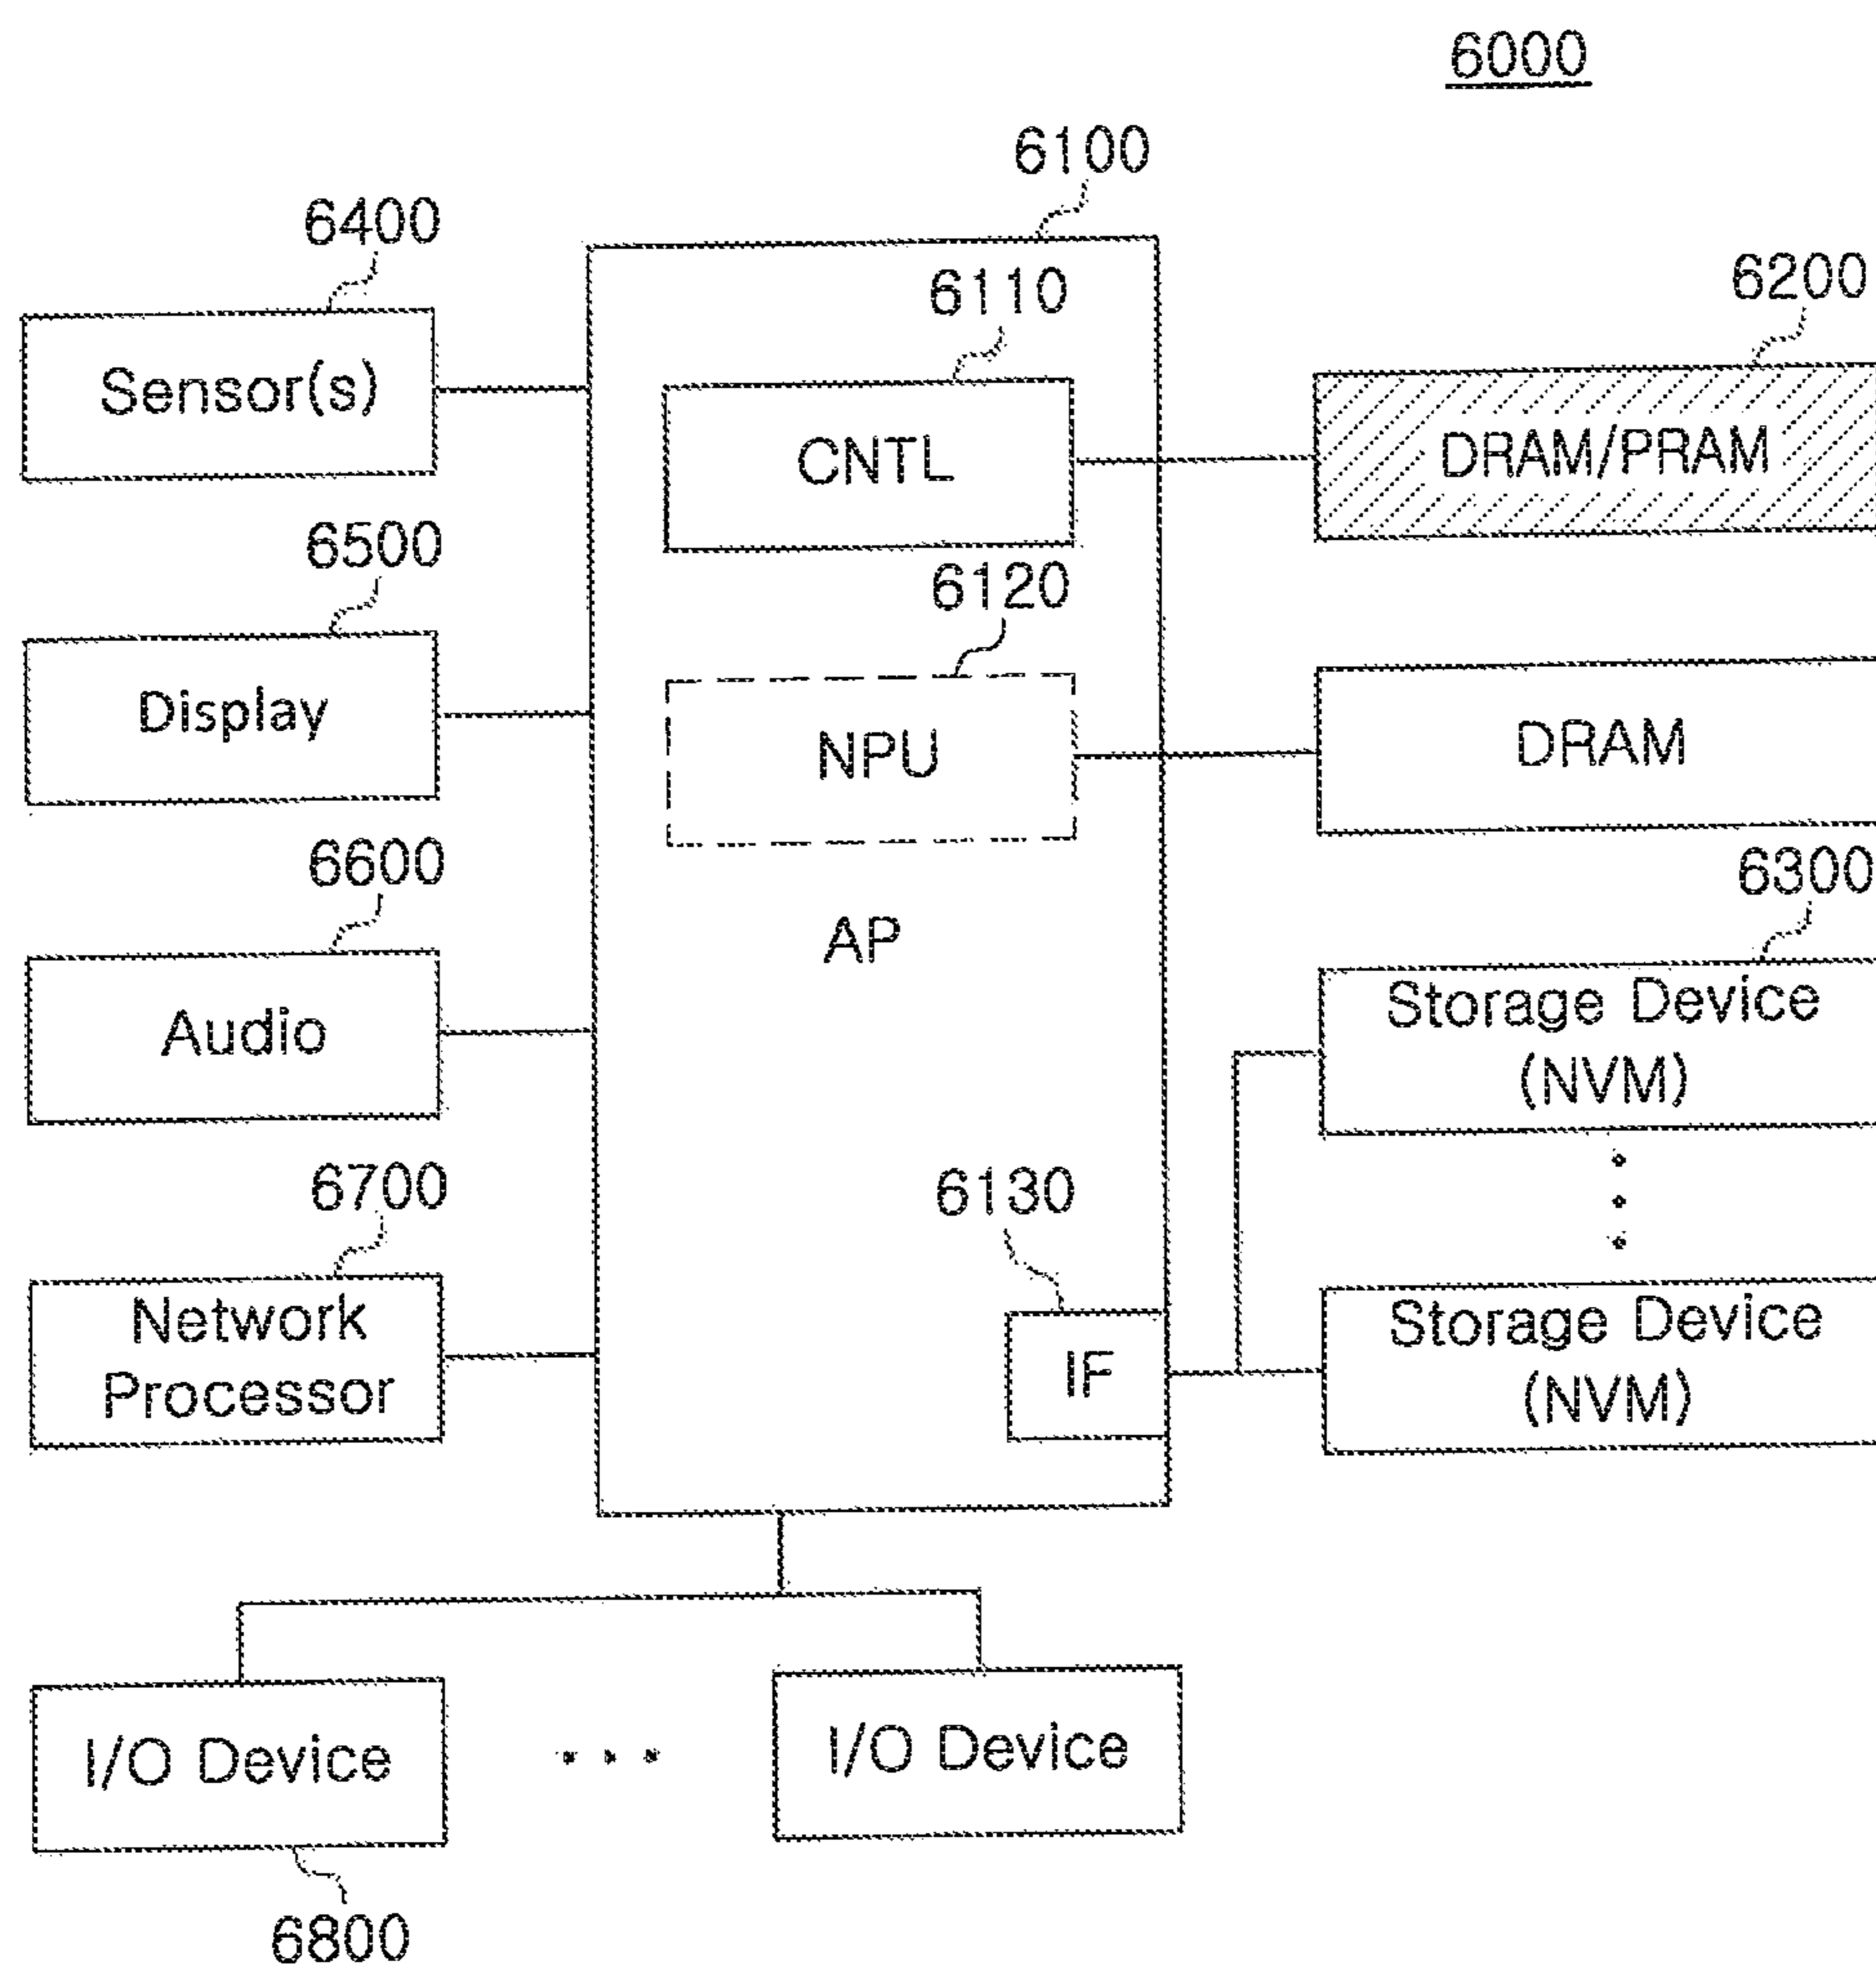 6000
6100
6400
6110
6200
Sensor(s)
CNTL
DRAM/PRAM
6500
6120
Display
NPU
DRAM
6600
6300
AP
Audio
Storage Device
(NVM)
6700
6130
Network
Processor
IF
Storage Device
(NVM)
I/O Device
. . .
I/O Device
6800